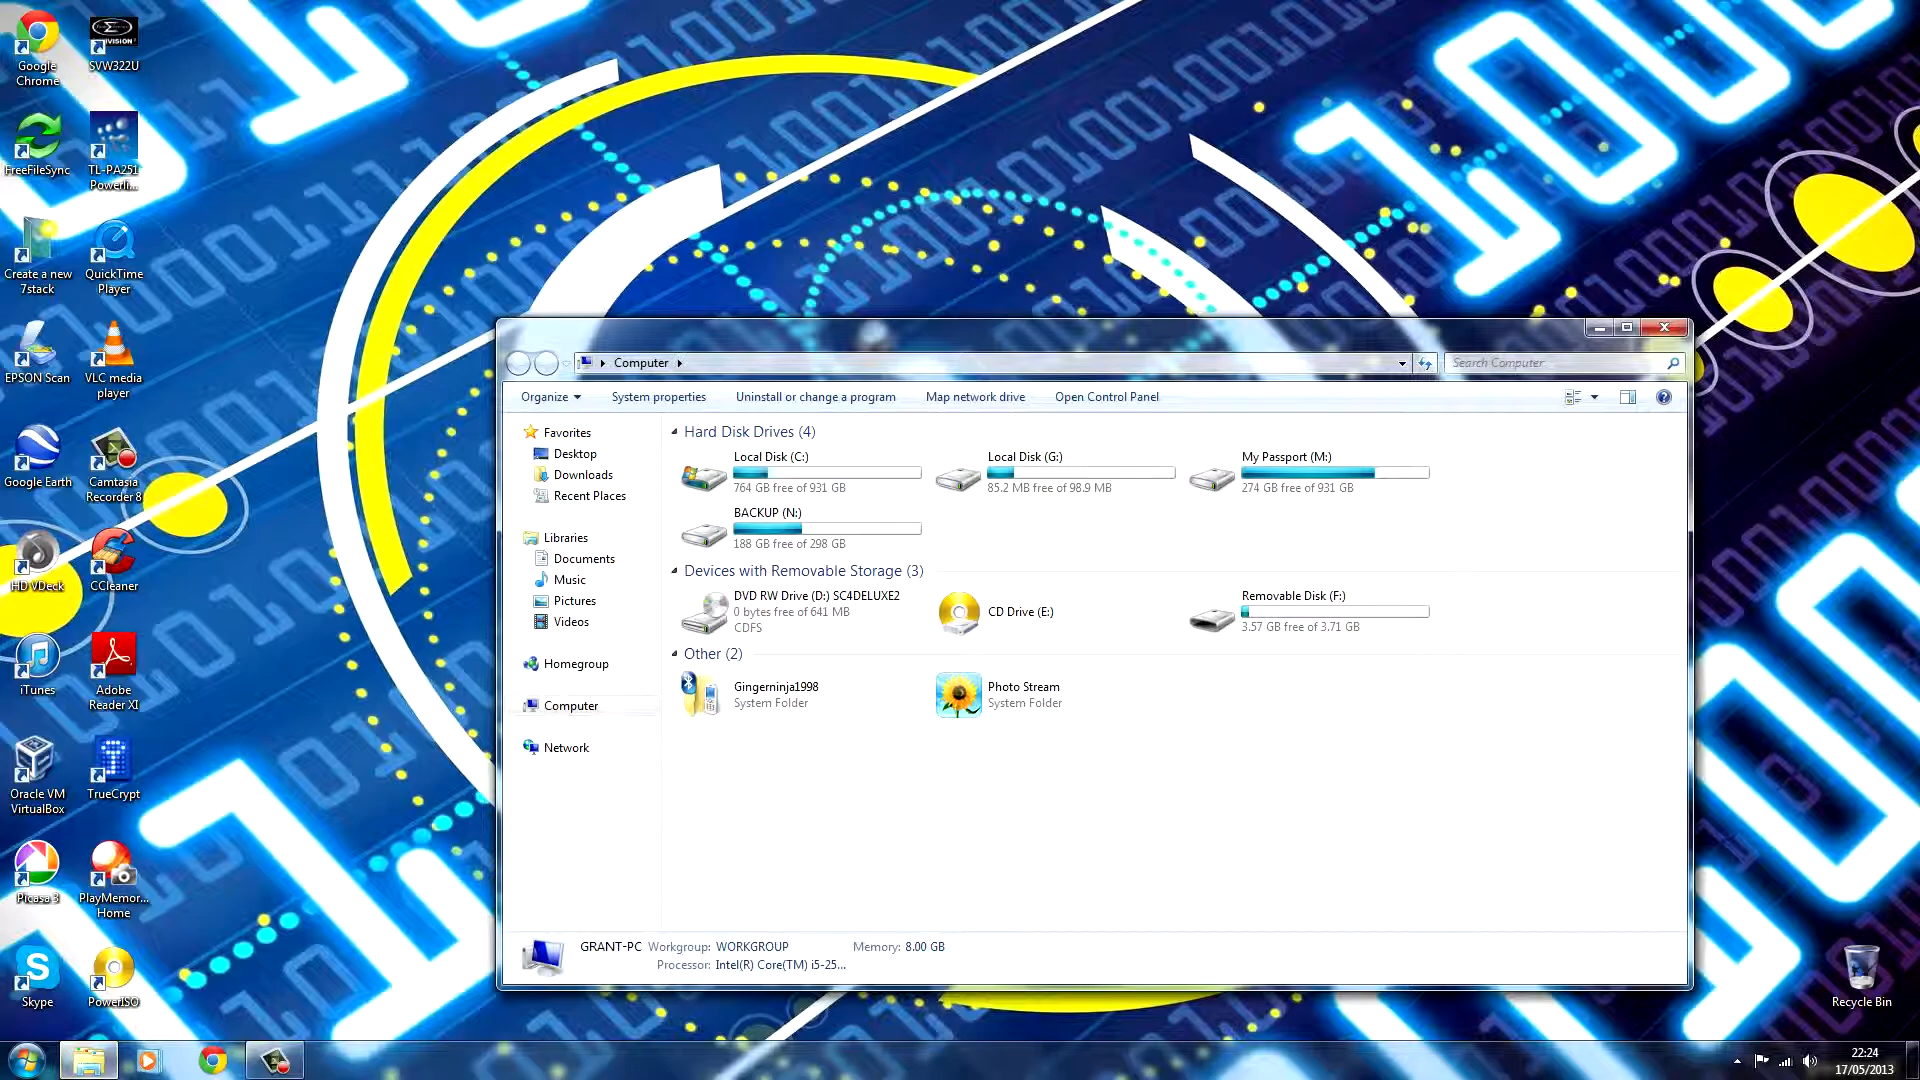 Google
Chrome
SVW322U
FreeFileSync
TL-PA251
Powerli...
Create a new
7stack
QuickTime
Player
EPSON Scan
VLC media
player
Google Earth
Camtasia
Recorder 8
HD VDeck
CCleaner
iTunes
Adobe
Reader XI
Oracle VM
VirtualBox
TrueCrypt
Picasa 3
PlayMemor...
Home
Skype
PowerISO
Computer
Search Computer
Organize
System properties
Uninstall or change a program
Map network drive
Open Control Panel
Favorites
Desktop
Downloads
Recent Places
Libraries
Documents
Music
Pictures
Videos
Homegroup
Computer
Network
Hard Disk Drives (4)
Local Disk (C:)
764 GB free of 931 GB
Local Disk (G:)
85.2 MB free of 98.9 MB
My Passport (M:)
274 GB free of 931 GB
BACKUP (N:)
188 GB free of 298 GB
Devices with Removable Storage (3)
DVD RW Drive (D:) SC4DELUXE2
0 bytes free of 641 MB
CDFS
CD Drive (E:)
Removable Disk (F:)
3.57 GB free of 3.71 GB
Other (2)
Gingerninja1998
System Folder
Photo Stream
System Folder
GRANT-PC Workgroup: WORKGROUP Memory: 8.00 GB
Processor: Intel(R) Core(TM) i5-25...
Recycle Bin
22:24
17/05/2013